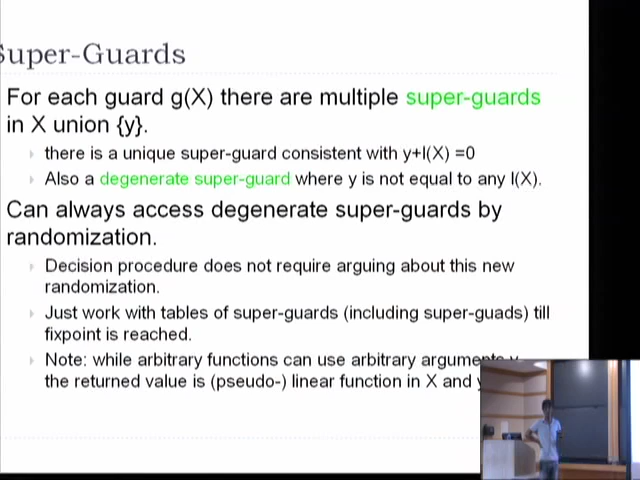 Super-Guards
For each guard g(X) there are multiple super-guards
in X union {y}.
there is a unique super-guard consistent with y+l(X) =0
Also a degenerate super-guard where y is not equal to any l(X).
Can always access degenerate super-guards by
randomization.
Decision procedure does not require arguing about this new
randomization.
Just work with tables of super-guards (including super-guads) till
fixpoint is reached.
Note: while arbitrary functions can use arbitrary arguments y
the returned value is (pseudo-) linear function in X and y